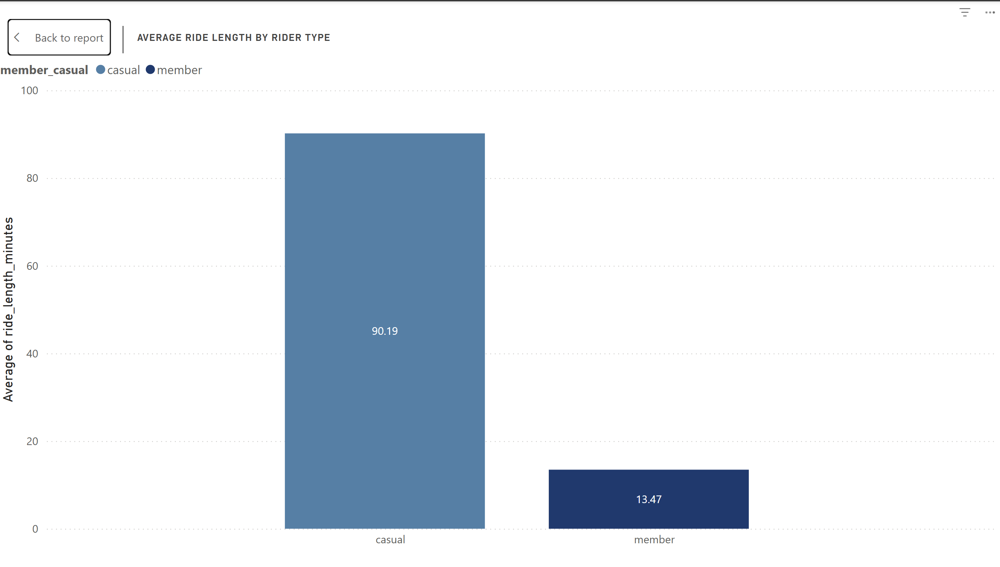 Back to report
AVERAGE RIDE LENGTH BY RIDER TYPE
member_casual casual member
100
80
60
40
20
0
Average of ride_length_minutes
90.19
13.47
casual
member